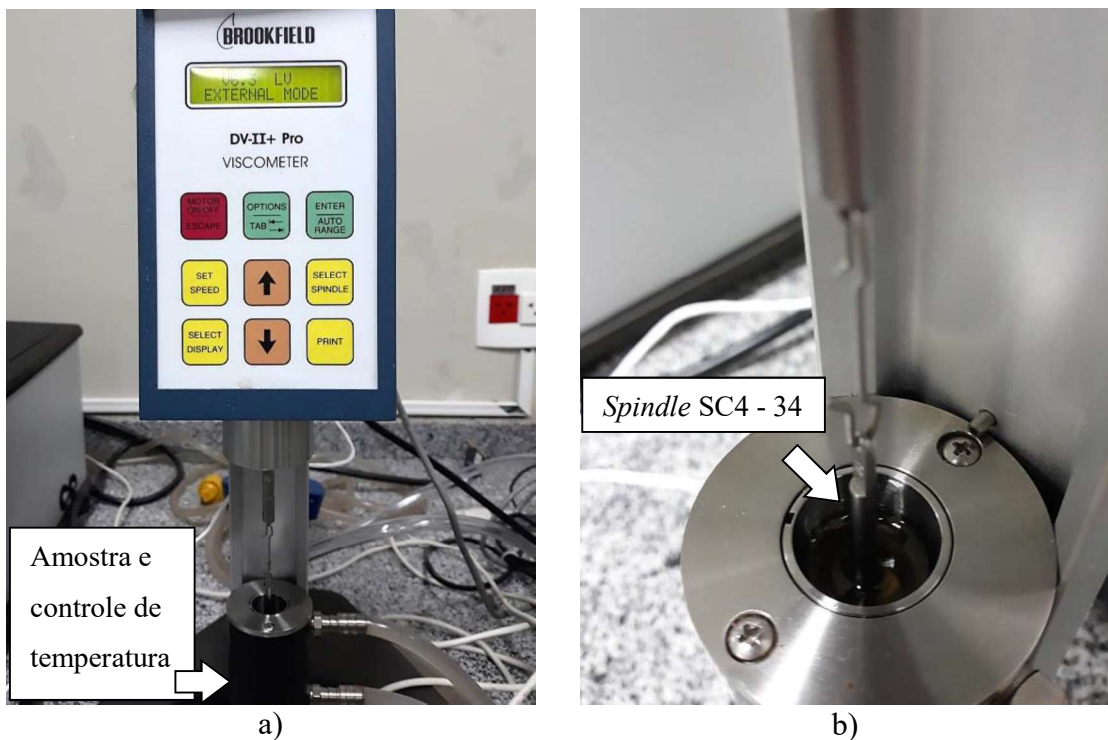 BROOKFIELD
V6.3 LV
EXTERNAL MODE
DV-II+ Pro
VISCOMETER
MOTOR
ON/OFF
ESCAPE
OPTIONS
TAB
ENTER
AUTO
RANGE
SET
SPEED
SELECT
SPINDLE
SELECT
DISPLAY
PRINT
Amostra e
controle de
temperatura
a)
Spindle SC4 - 34
b)